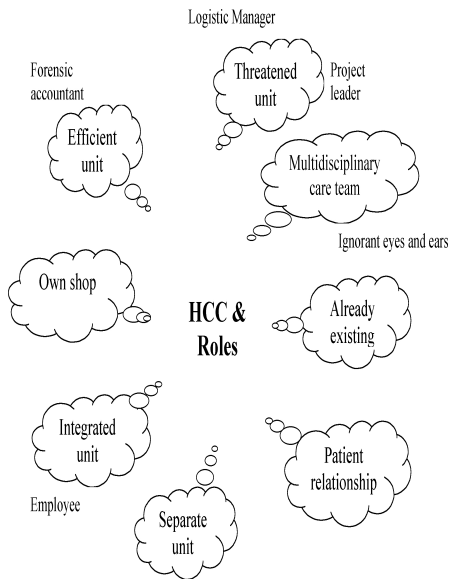 Logistic Manager
Forensic
accountant
Threatened
unit
Project
leader
Efficient
unit
Multidisciplinary
care team
Ignorant eyes and ears
Own shop
HCC &
Roles
Already
existing
Integrated
unit
Patient
relationship
Employee
Separate
unit